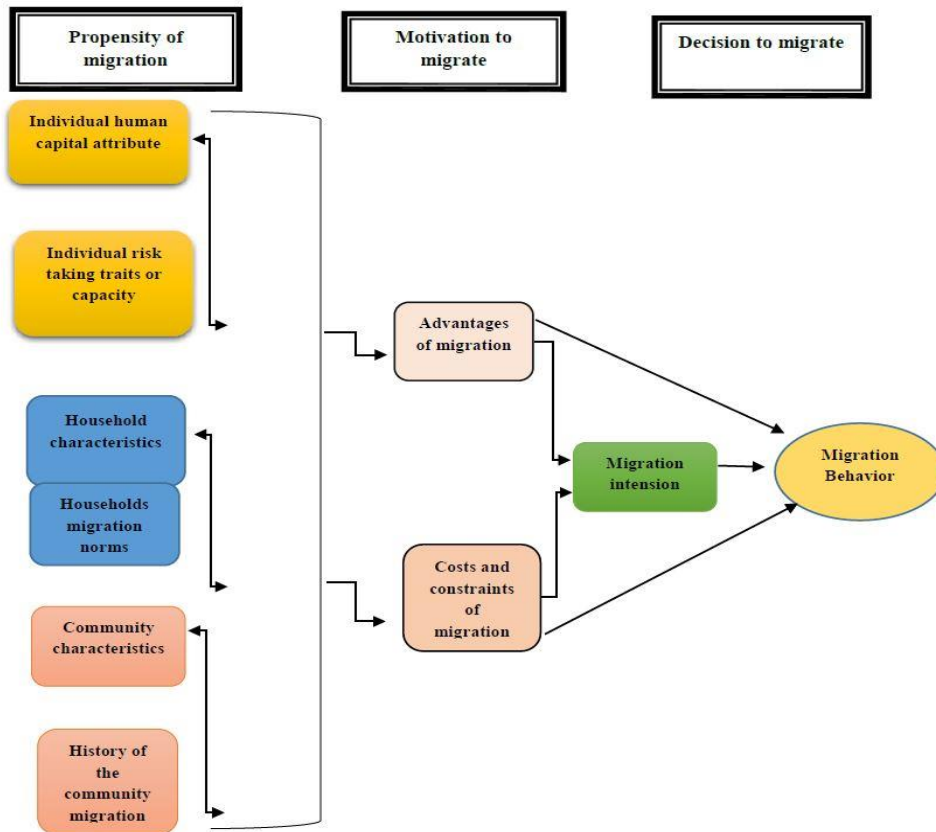 Propensity of
migration
Motivation to
migrate
Decision to migrate
Individual human
capital attribute
Individual risk
taking traits or
capacity
Household
characteristics
Households
migration
norms
Community
characteristics
History of
the
community
migration
Advantages
of migration
Costs and
constraints
of
migration
Migration
intension
Migration
Behavior